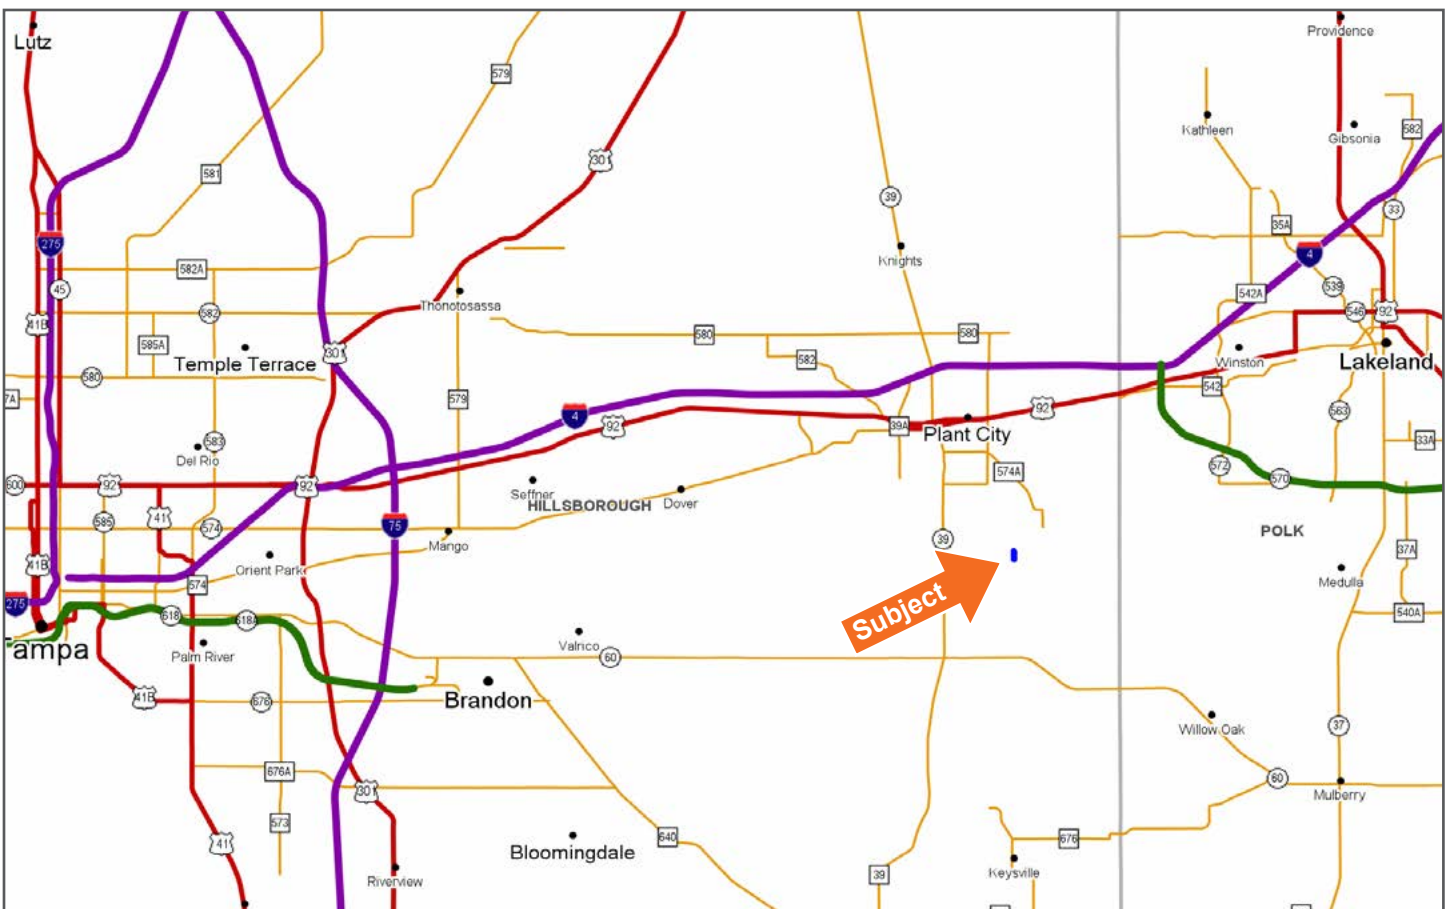 Lutz
Providence
579
582
Kathleen
Gibsonia
301
581
39
33
35A
275
Knights
4
582A
539
45
542A
Thonotosassa
582
546
92
41B
580
580
585A
301
582
Winston
Lakeland
Temple Terrace
580
542
7A
579
92
563
4
92
39A
Plant City
33A
583
Del Rio
572
574A
570
600
92
92
Seffner
HILLSBOROUGH
Dover
585
41
574
75
POLK
Mango
39
37A
41B
Orient Park
Medulla
574
275
Subject
540A
618
618A
ampa
Palm River
Valrico
60
41B
676
Brandon
Willow Oak
37
676A
60
301
Mulberry
573
640
676
41
Bloomingdale
Keysville
39
Riverview